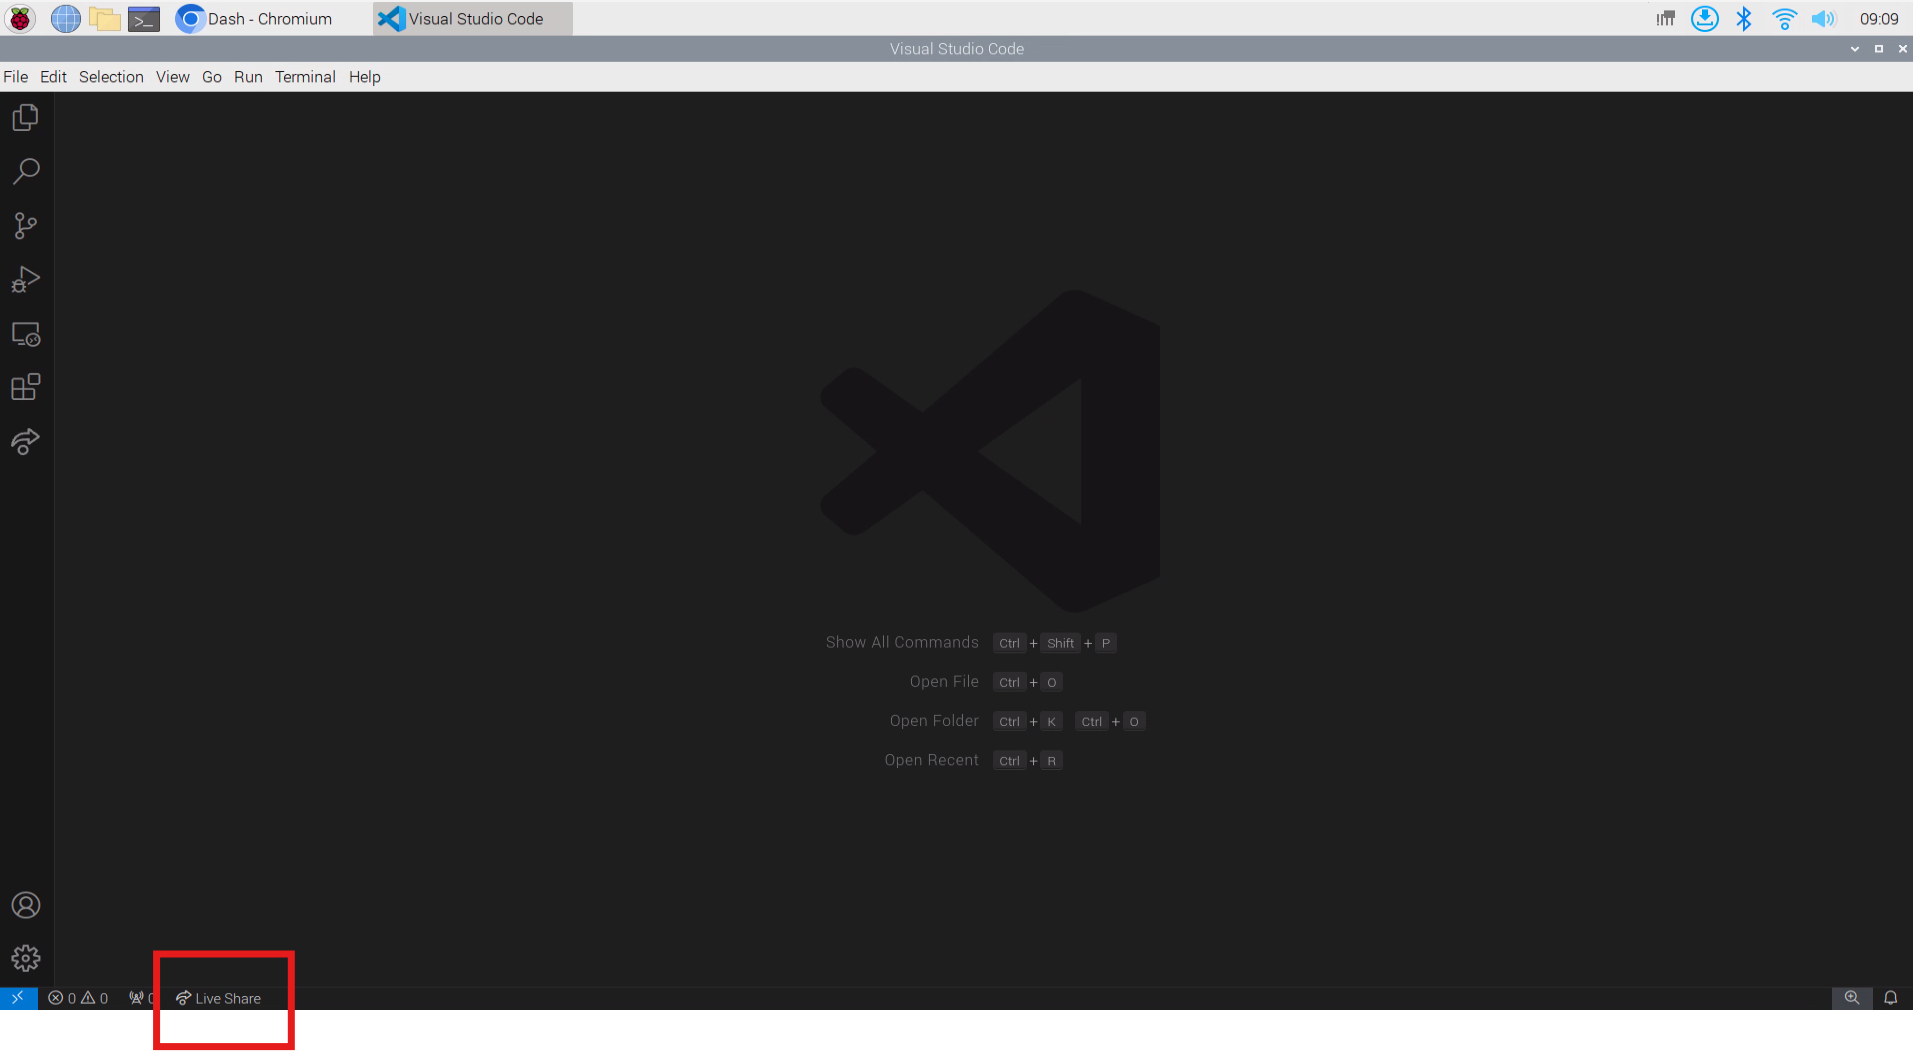 Dash - Chromium
Visual Studio Code
09:09
Visual Studio Code
File Edit Selection View Go Run Terminal Help
Show All Commands Ctrl + Shift + P
Open File Ctrl + O
Open Folder Ctrl + K Ctrl + O
Open Recent Ctrl + R
0 0 0 Live Share